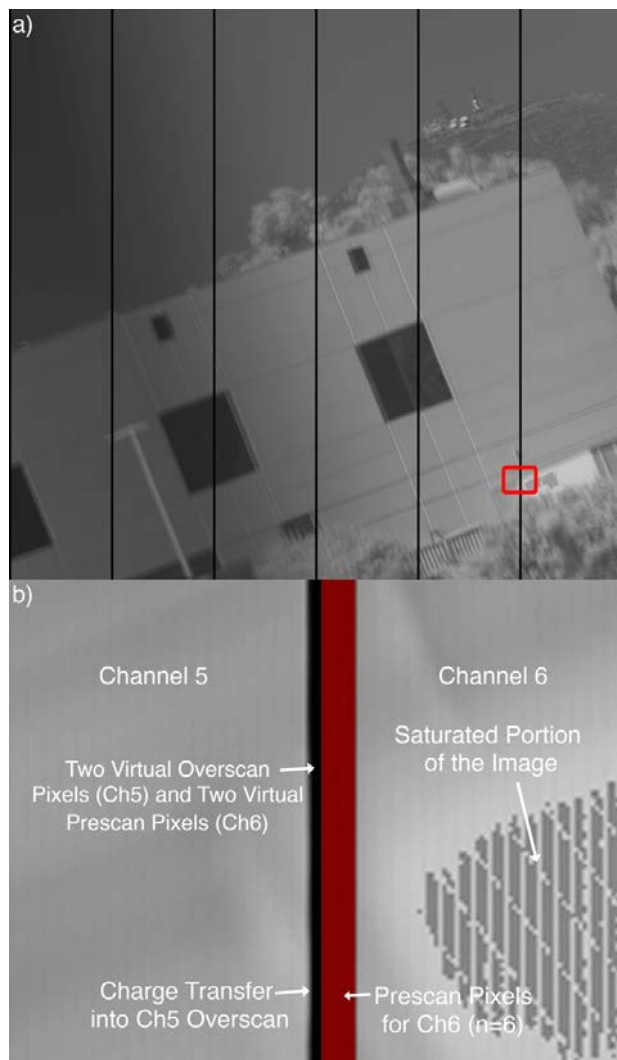 a)
b)
Channel 5
Channel 6
Saturated Portion
of the Image
Two Virtual Overscan
Pixels (Ch5) and Two Virtual
Prescan Pixels (Ch6)
Charge Transfer
into Ch5 Overscan
Prescan Pixels
for Ch6 (n=6)